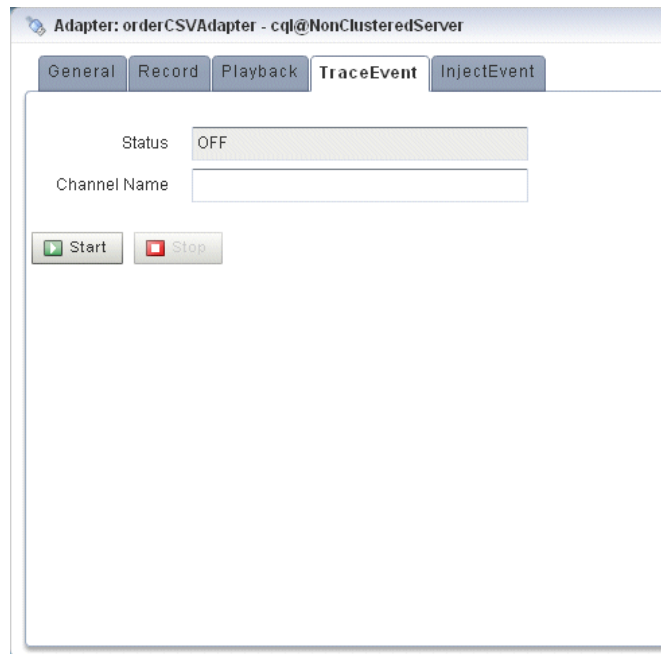 Adapter: orderCSVAdapter - cql@NonClusteredServer
General Record Playback TraceEvent InjectEvent
Status OFF
Channel Name
Start Stop